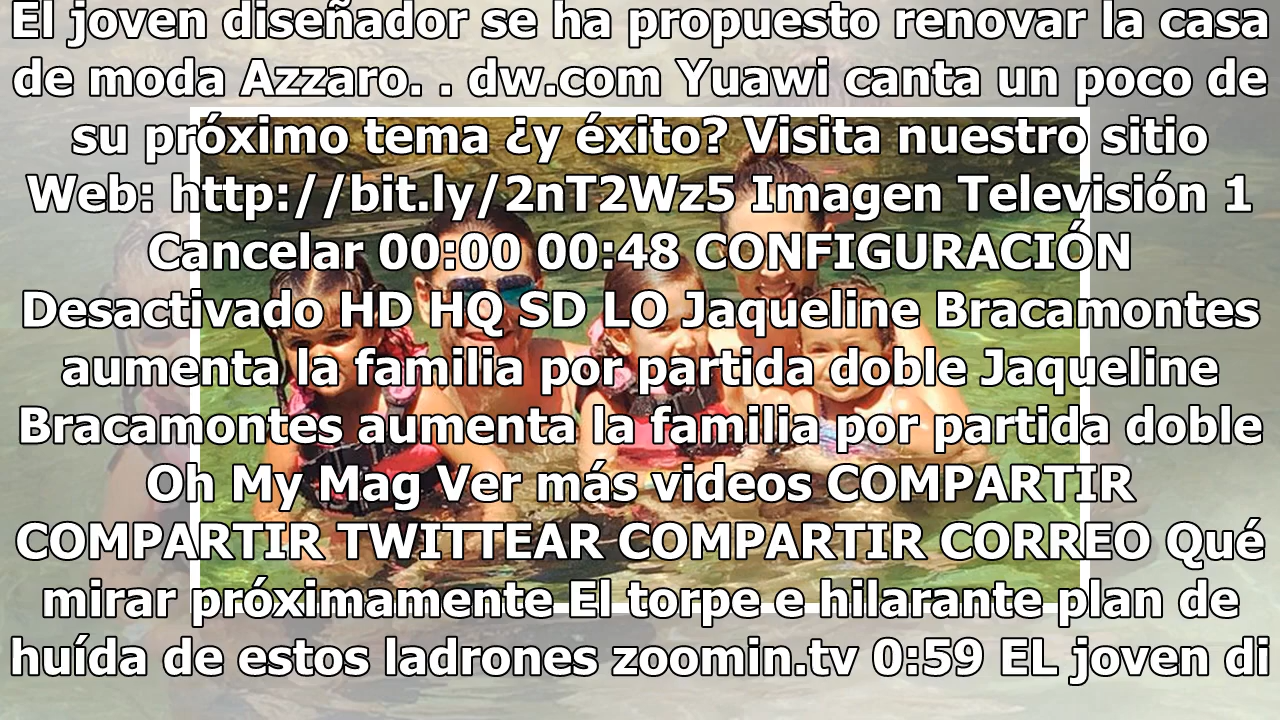 El joven diseñador se ha propuesto renovar la casa
de moda Azzaro. . dw.com Yuawi canta un poco de
su próximo tema ¿y éxito? Visita nuestro sitio
Web: http://bit.ly/2nT2Wz5 Imagen Televisión 1
Cancelar 00:00 00:48 CONFIGURACIÓN
Desactivado HD HQ SD LO Jaqueline Bracamontes
aumenta la familia por partida doble Jaqueline
Bracamontes aumenta la familia por partida doble
Oh My Mag Ver más videos COMPARTIR
COMPARTIR TWITTEAR COMPARTIR CORREO Qué
mirar próximamente El torpe e hilarante plan de
huída de estos ladrones zoomin.tv 0:59 EL joven di